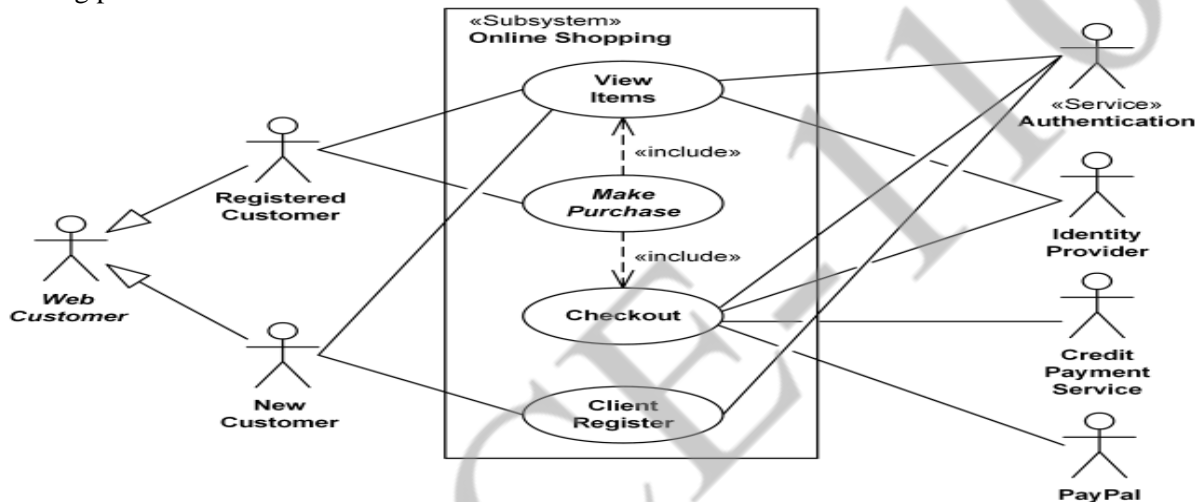 «Subsystem»
Online Shopping
View
Items
«include»
Make
Purchase
«include»
Checkout
Client
Register
Registered
Customer
Web
Customer
New
Customer
«Service»
Authentication
Identity
Provider
Credit
Payment
Service
PayPal